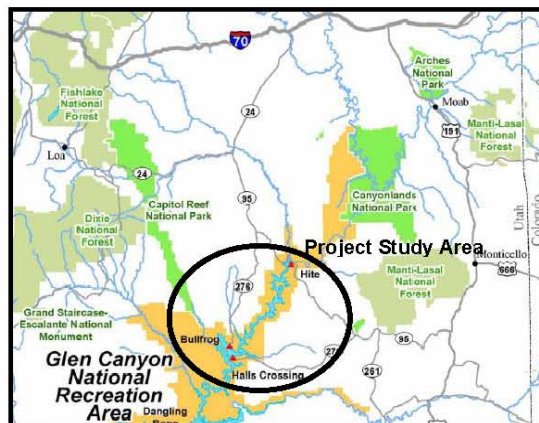 70
Arches
National
Park
Fishlake
National
Forest
24
Moab
191
Manti-Lasal
National
Forest
Loa
24
95
Capitol Reef
National Park
Canyonlands
National Park
Utah
Colorado
Dixie
National
Forest
Project Study Area
Monticello
Hite
666
276
Manti-Lasal
National
Forest
Grand Staircase-
Escalante National
Monument
Bullfrog
95
Glen Canyon
National
Recreation
Area
Halls Crossing
261
Dangling